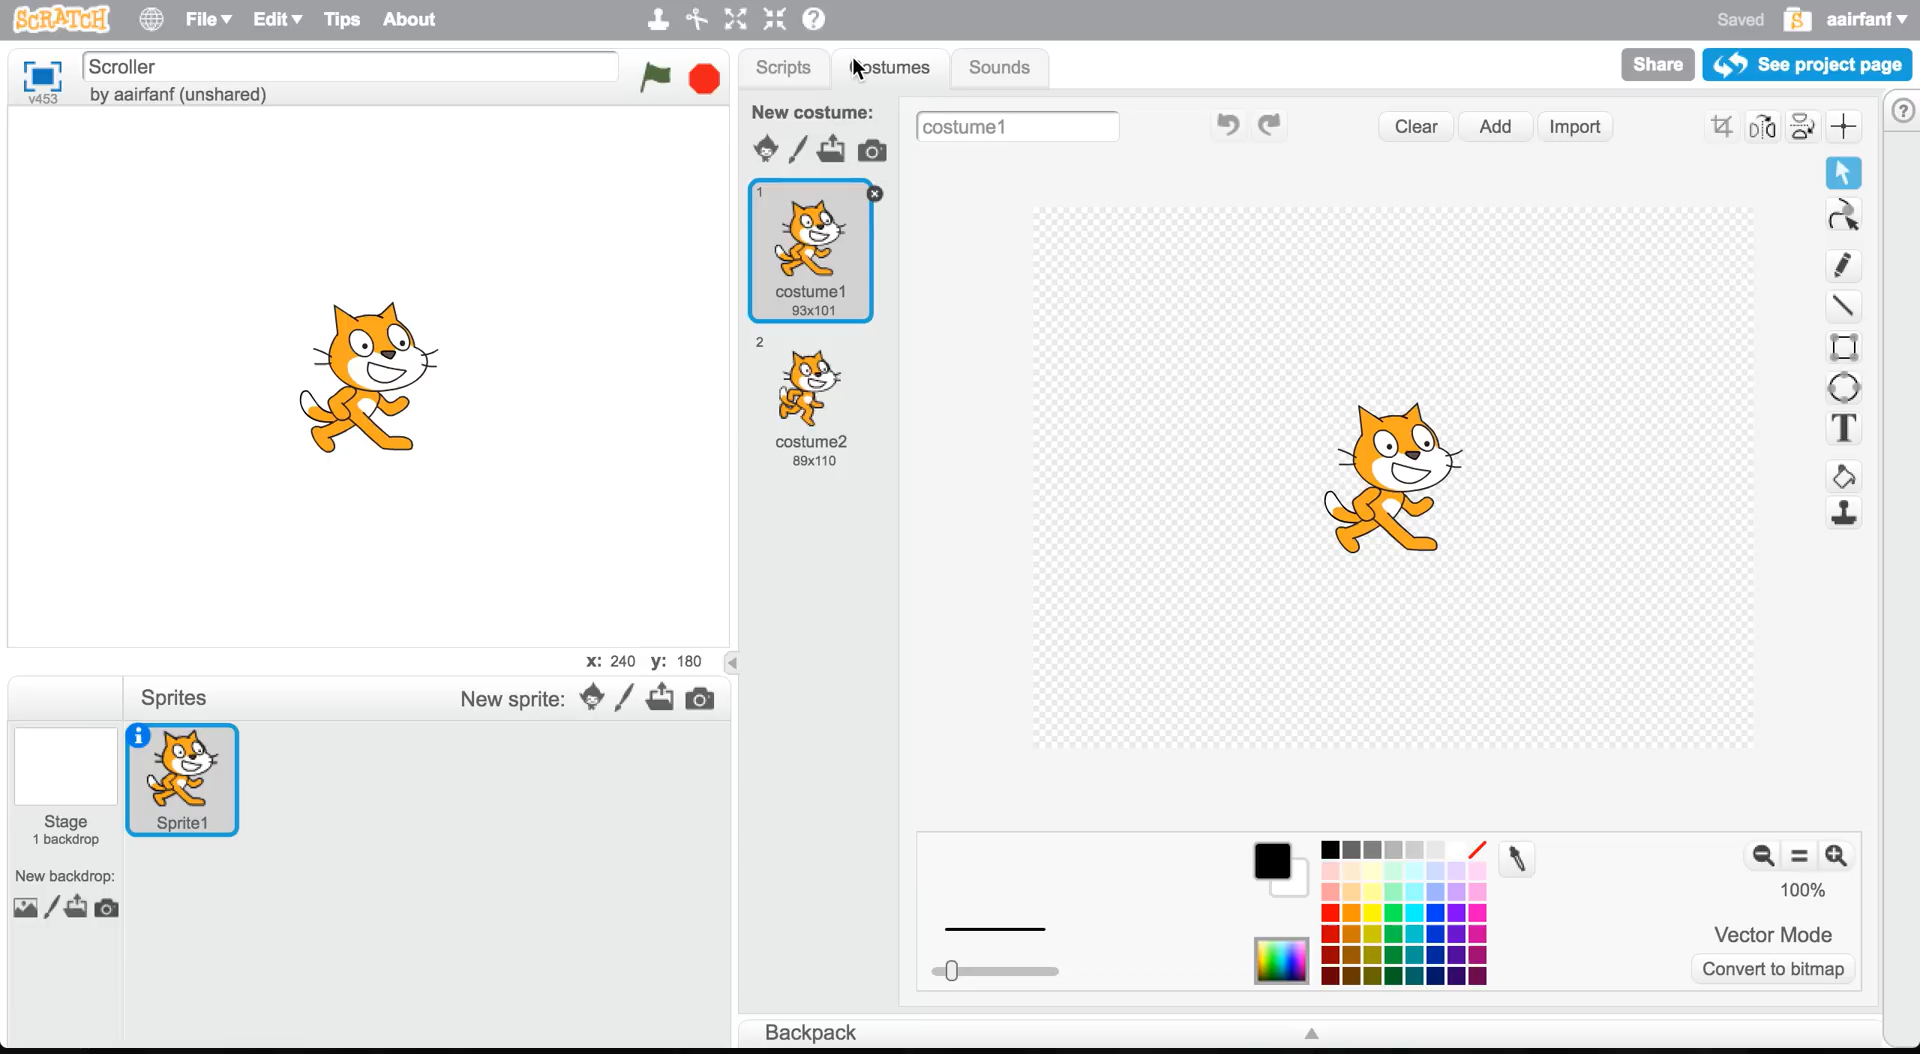 SCRATCH File Edit Tips About Saved aairfanf
Scroller
v453 by aairfanf (unshared)
Scripts
ostumes
Sounds
Share
See project page
New costume:
costume1
Clear
Add
Import
1
costume1
93x101
2
costume2
89x110
x: 240 y: 180
Sprites
New sprite:
Sprite1
Stage
1 backdrop
New backdrop:
T
100%
Vector Mode
Convert to bitmap
Backpack